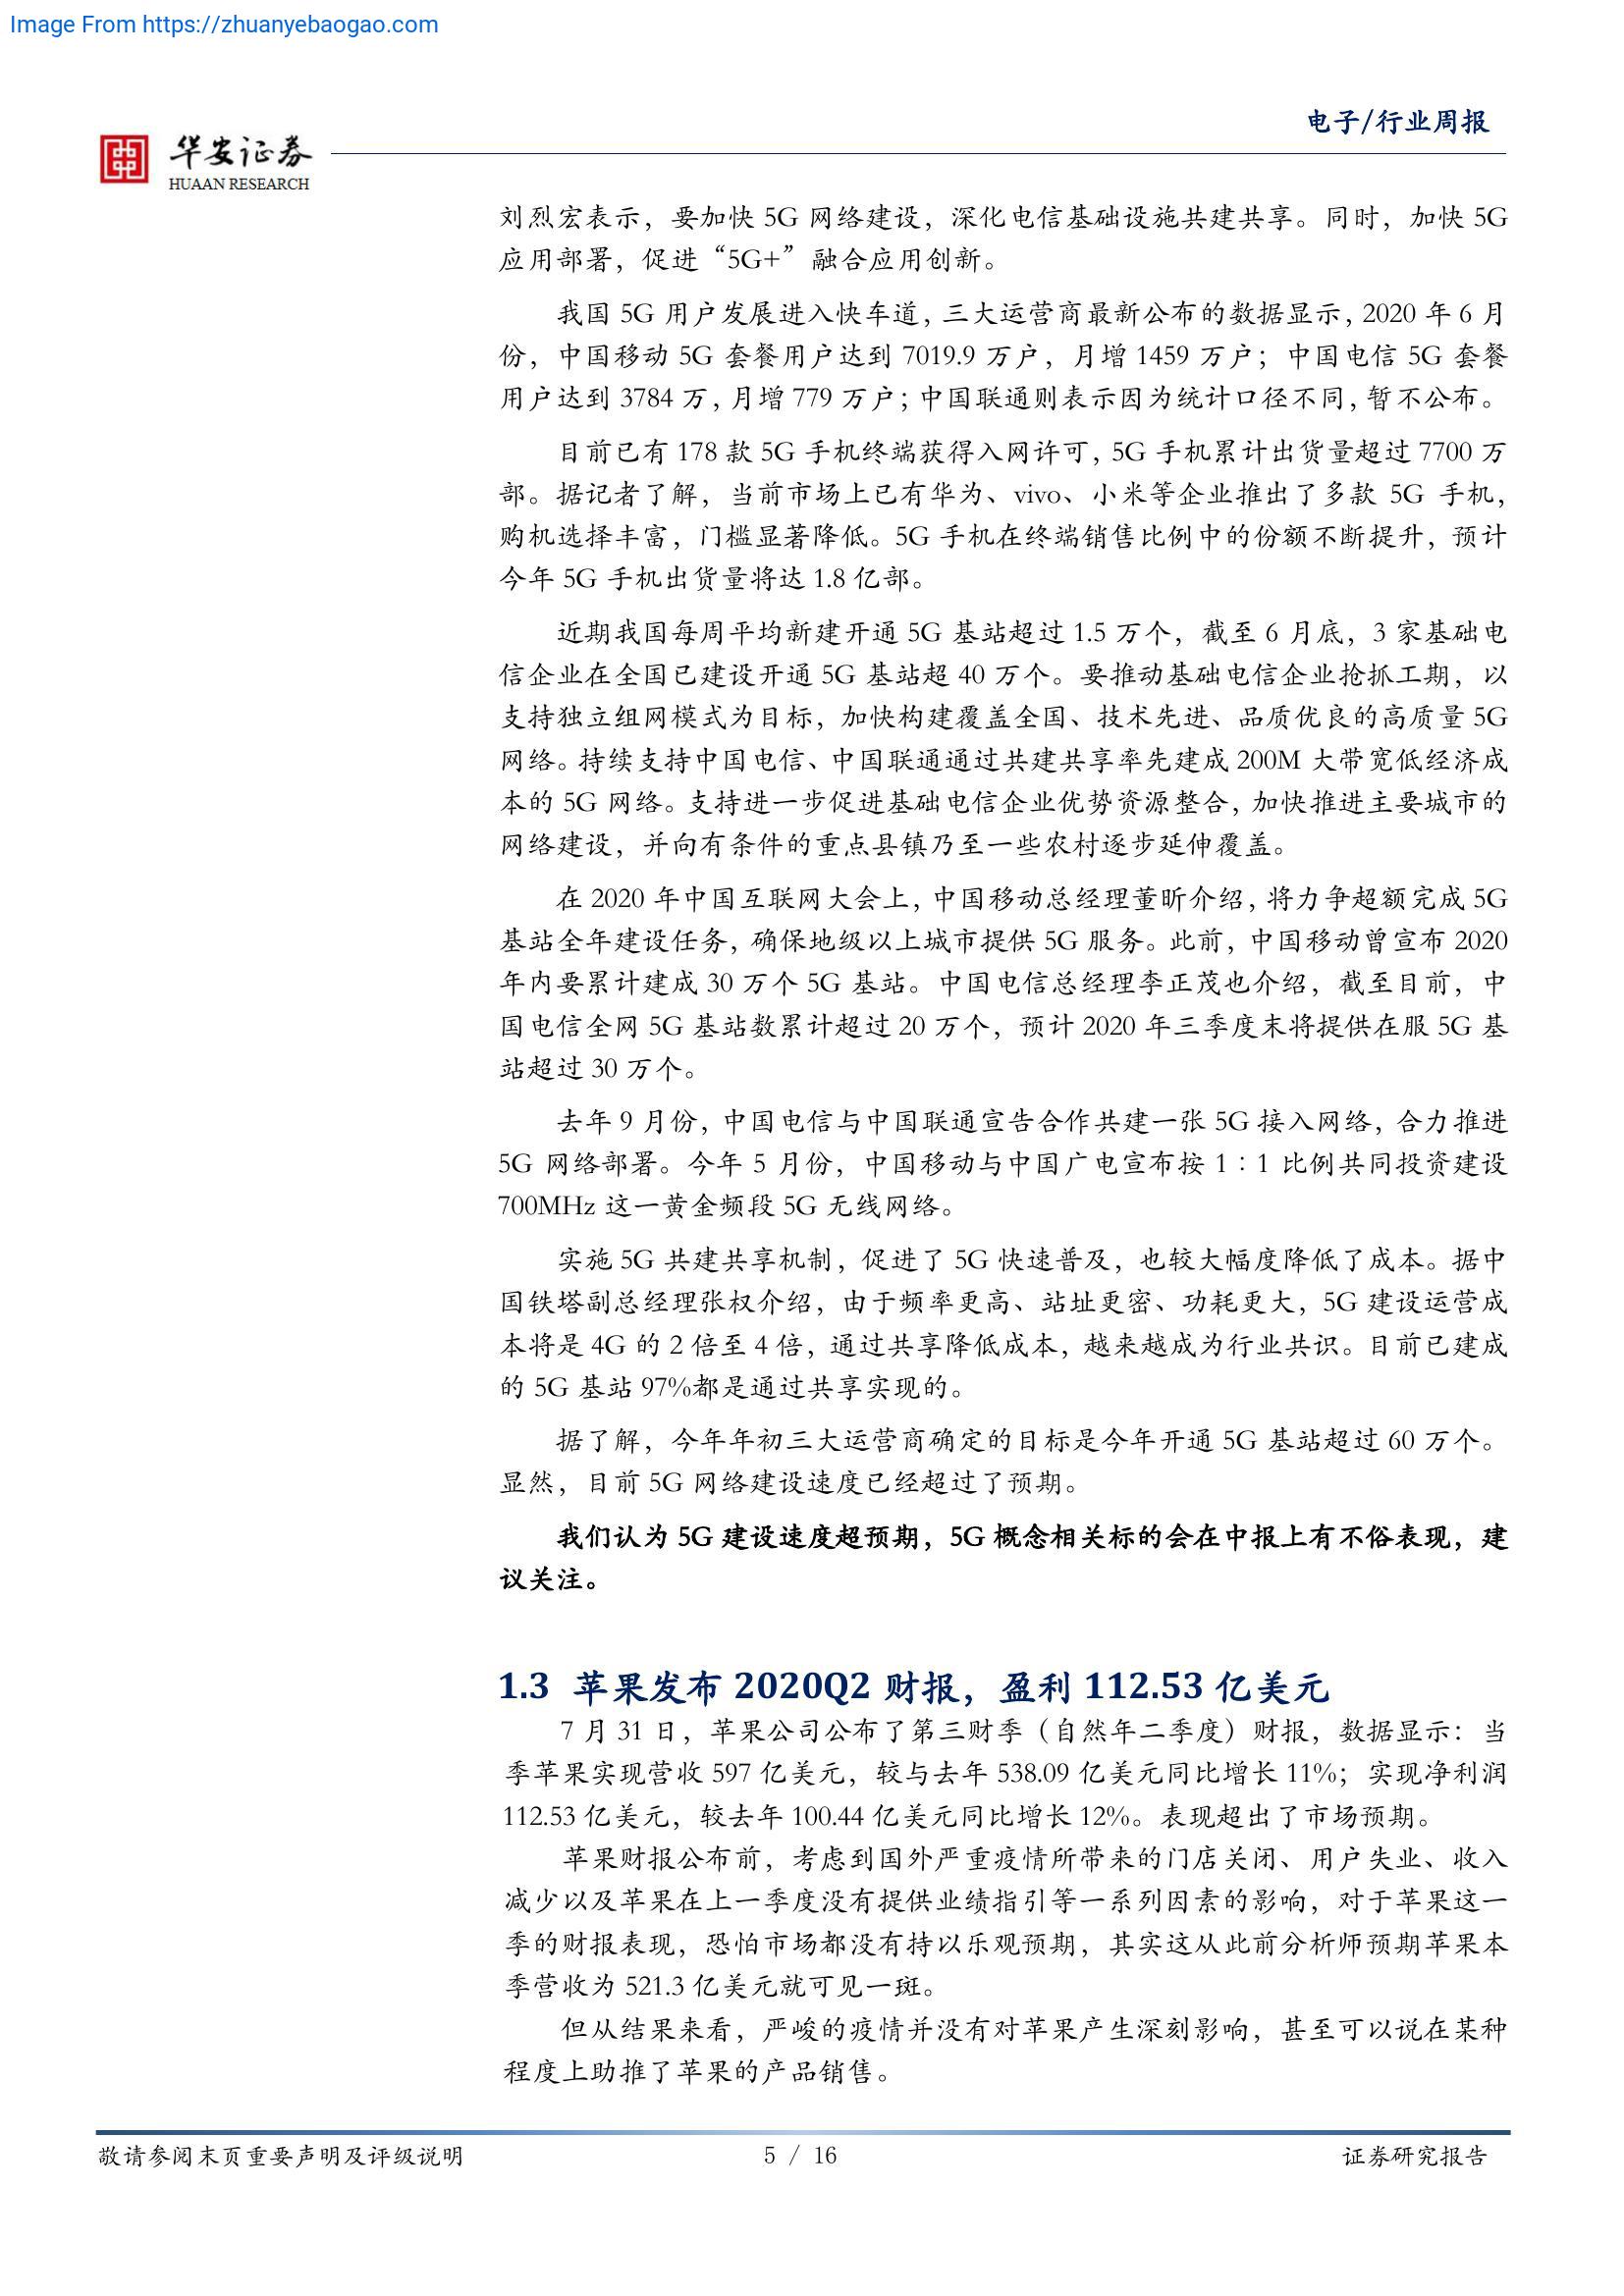 Image From https://zhuanyebaogao.com
电子/行业周报
华安证券
HUAAN RESEARCH
刘烈宏表示，要加快 5G 网络建设，深化电信基础设施共建共享。同时，加快 5G
应用部署，促进“5G+”融合应用创新。
我国 5G 用户发展进入快车道，三大运营商最新公布的数据显示，2020 年 6 月
份，中国移动 5G 套餐用户达到 7019.9 万户，月增 1459 万户；中国电信 5G 套餐
用户达到 3784 万，月增 779 万户；中国联通则表示因为统计口径不同，暂不公布。
目前已有 178 款 5G 手机终端获得入网许可，5G 手机累计出货量超过 7700 万
部。据记者了解，当前市场上已有华为、vivo、小米等企业推出了多款 5G 手机，
购机选择丰富，门槛显著降低。5G 手机在终端销售比例中的份额不断提升，预计
今年 5G 手机出货量将达 1.8 亿部。
近期我国每周平均新建开通 5G 基站超过 1.5 万个，截至 6 月底，3 家基础电
信企业在全国已建设开通 5G 基站超 40 万个。要推动基础电信企业抢抓工期，以
支持独立组网模式为目标，加快构建覆盖全国、技术先进、品质优良的高质量 5G
网络。持续支持中国电信、中国联通通过共建共享率先建成 200M 大带宽低经济成
本的 5G 网络。支持进一步促进基础电信企业优势资源整合，加快推进主要城市的
网络建设，并向有条件的重点县镇乃至一些农村逐步延伸覆盖。
在 2020 年中国互联网大会上，中国移动总经理董昕介绍，将力争超额完成 5G
基站全年建设任务，确保地级以上城市提供 5G 服务。此前，中国移动曾宣布 2020
年内要累计建成 30 万个 5G 基站。中国电信总经理李正茂也介绍，截至目前，中
国电信全网 5G 基站数累计超过 20 万个，预计 2020 年三季度末将提供在服 5G 基
站超过 30 万个。
去年 9 月份，中国电信与中国联通宣告合作共建一张 5G 接入网络，合力推进
5G 网络部署。今年 5 月份，中国移动与中国广电宣布按 1：1 比例共同投资建设
700MHz 这一黄金频段 5G 无线网络。
实施 5G 共建共享机制，促进了 5G 快速普及，也较大幅度降低了成本。据中
国铁塔副总经理张权介绍，由于频率更高、站址更密、功耗更大，5G 建设运营成
本将是 4G 的 2 倍至 4 倍，通过共享降低成本，越来越成为行业共识。目前已建成
的 5G 基站 97%都是通过共享实现的。
据了解，今年年初三大运营商确定的目标是今年开通 5G 基站超过 60 万个。
显然，目前 5G 网络建设速度已经超过了预期。
我们认为 5G 建设速度超预期，5G 概念相关标的会在中报上有不俗表现，建
议关注。
1.3 苹果发布 2020Q2 财报，盈利 112.53 亿美元
7 月 31 日，苹果公司公布了第三财季（自然年二季度）财报，数据显示：当
季苹果实现营收 597 亿美元，较与去年 538.09 亿美元同比增长 11%；实现净利润
112.53 亿美元，较去年 100.44 亿美元同比增长 12%。表现超出了市场预期。
苹果财报公布前，考虑到国外严重疫情所带来的门店关闭、用户失业、收入
减少以及苹果在上一季度没有提供业绩指引等一系列因素的影响，对于苹果这一
季的财报表现，恐怕市场都没有持以乐观预期，其实这从此前分析师预期苹果本
季营收为 521.3 亿美元就可见一斑。
但从结果来看，严峻的疫情并没有对苹果产生深刻影响，甚至可以说在某种
程度上助推了苹果的产品销售。
敬请参阅末页重要声明及评级说明
5 / 16
证券研究报告